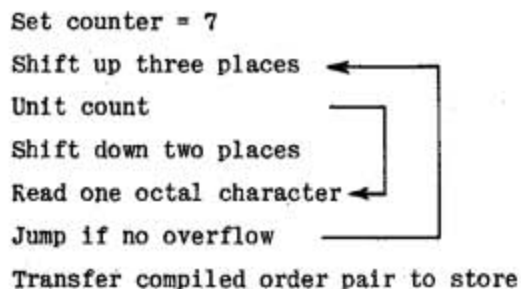 Set counter = 7
Shift up three places
Unit count
Shift down two places
Read one octal character
Jump if no overflow
Transfer compiled order pair to store